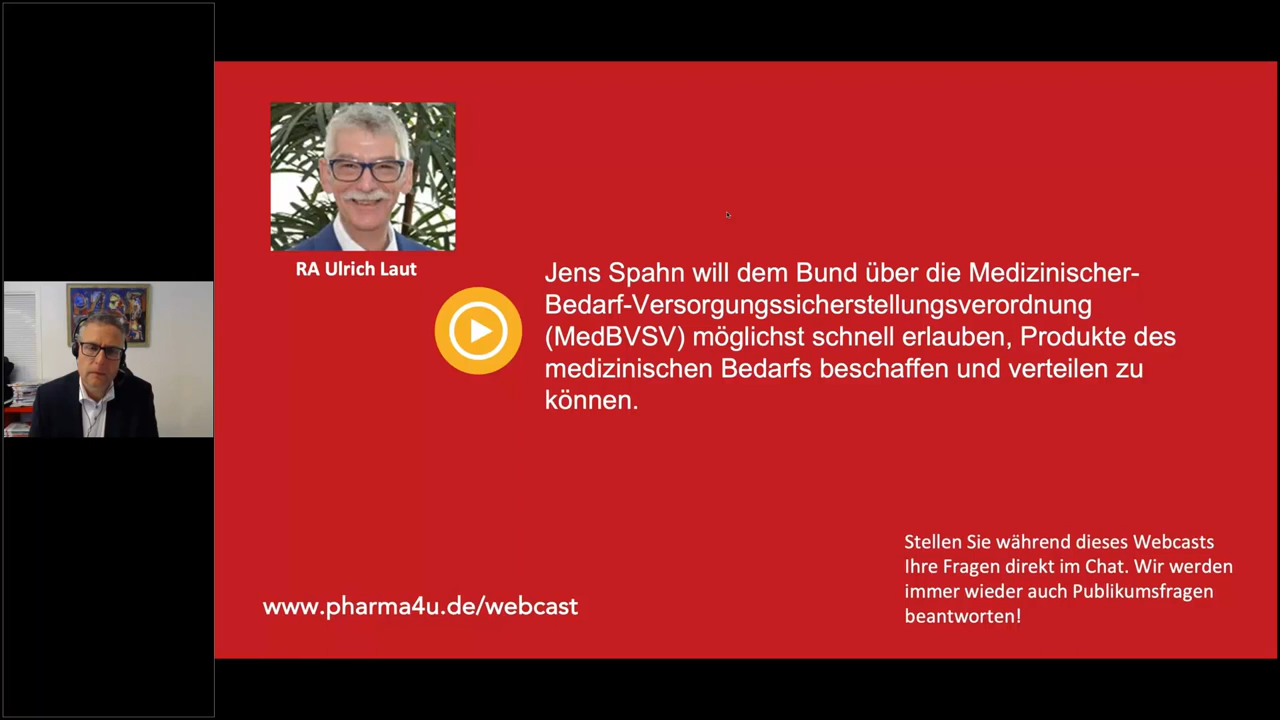 RA Ulrich Laut
Jens Spahn will dem Bund über die Medizinischer-
Bedarf-Versorgungssicherstellungsverordnung
(MedBVSV) möglichst schnell erlauben, Produkte des
medizinischen Bedarfs beschaffen und verteilen zu
können.
Stellen Sie während dieses Webcasts
Ihre Fragen direkt im Chat. Wir werden
immer wieder auch Publikumsfragen
beantworten!
www.pharma4u.de/webcast